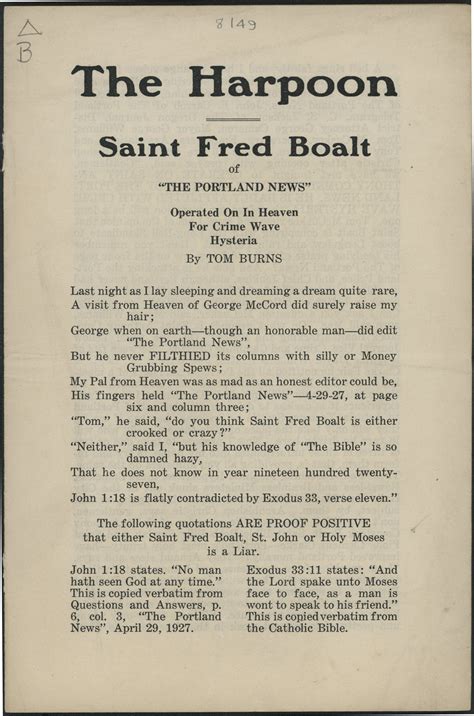 8149
△
B
The Harpoon
Saint Fred Boalt
of
"THE PORTLAND NEWS"
Operated On In Heaven
For Crime Wave
Hysteria
By TOM BURNS
Last night as I lay sleeping and dreaming a dream quite rare,
A visit from Heaven of George McCord did surely raise my
hair;
George when on earth—though an honorable man—did edit
"The Portland News",
But he never FILTHIED its columns with silly or Money
Grubbing Spews;
My Pal from Heaven was as mad as an honest editor could be,
His fingers held "The Portland News"—4-29-27, at page
six and column three;
"Tom," he said, "do you think Saint Fred Boalt is either
crooked or crazy?"
"Neither," said I, "but his knowledge of "The Bible" is so
damned hazy,
That he does not know in year nineteen hundred twenty-
seven,
John 1:18 is flatly contradicted by Exodus 33, verse eleven."
The following quotations ARE PROOF POSITIVE
that either Saint Fred Boalt, St. John or Holy Moses
is a Liar.
John 1:18 states. "No man
hath seen God at any time."
This is copied verbatim from
Questions and Answers, p.
6, col. 3, "The Portland
News", April 29, 1927.
Exodus 33:11 states: "And
the Lord spake unto Moses
face to face, as a man is
wont to speak to his friend."
This is copied verbatim from
the Catholic Bible.